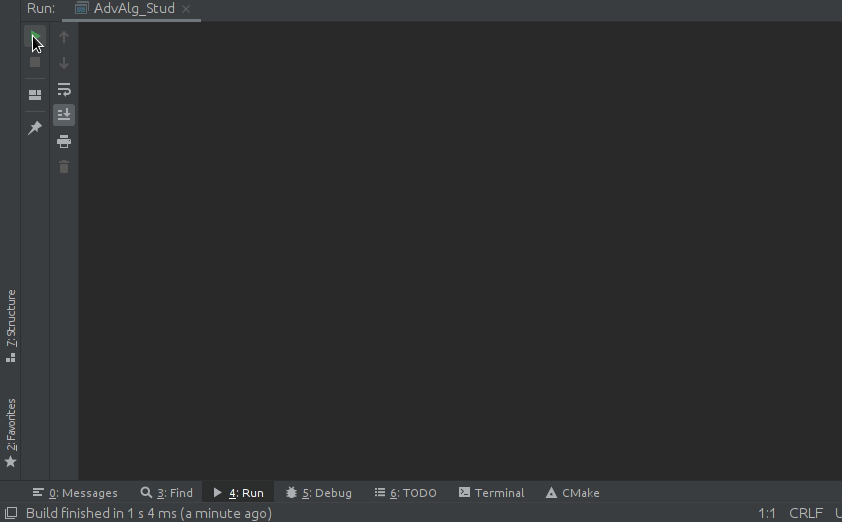 Run: AdvAlg_Stud
7: Structure
2: Favorites
0: Messages 3: Find 4: Run 5: Debug 6: TODO Terminal CMake
Build finished in 1 s 4 ms (a minute ago) 1:1 CRLF